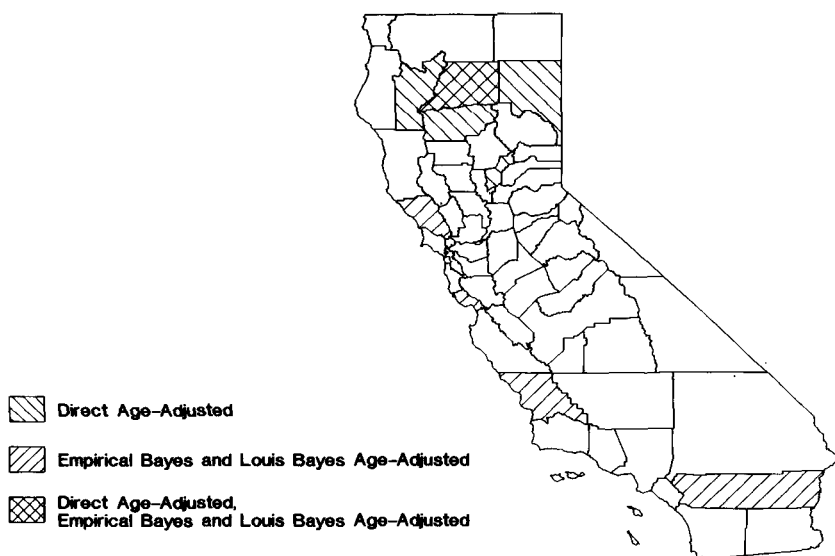 Direct Age-Adjusted
Empirical Bayes and Louis Bayes Age-Adjusted
Direct Age-Adjusted,
Empirical Bayes and Louis Bayes Age-Adjusted